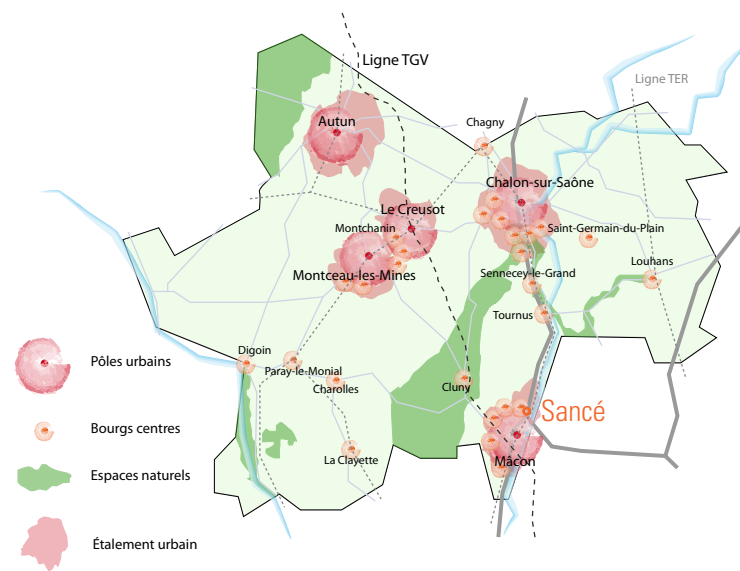 Ligne TGV
Ligne TER
Autun
Chagny
Chalon-sur-Saône
Le Creusot
Montchanin
Saint-Germain-du-Plain
Louhans
Montceau-les-Mines
Sennecey-le-Grand
Tournus
Digoin
Paray-le-Monial
Charolles
Cluny
Sancé
La Clayette
Mâcon
Pôles urbains
Bourgs centres
Espaces naturels
Étalement urbain